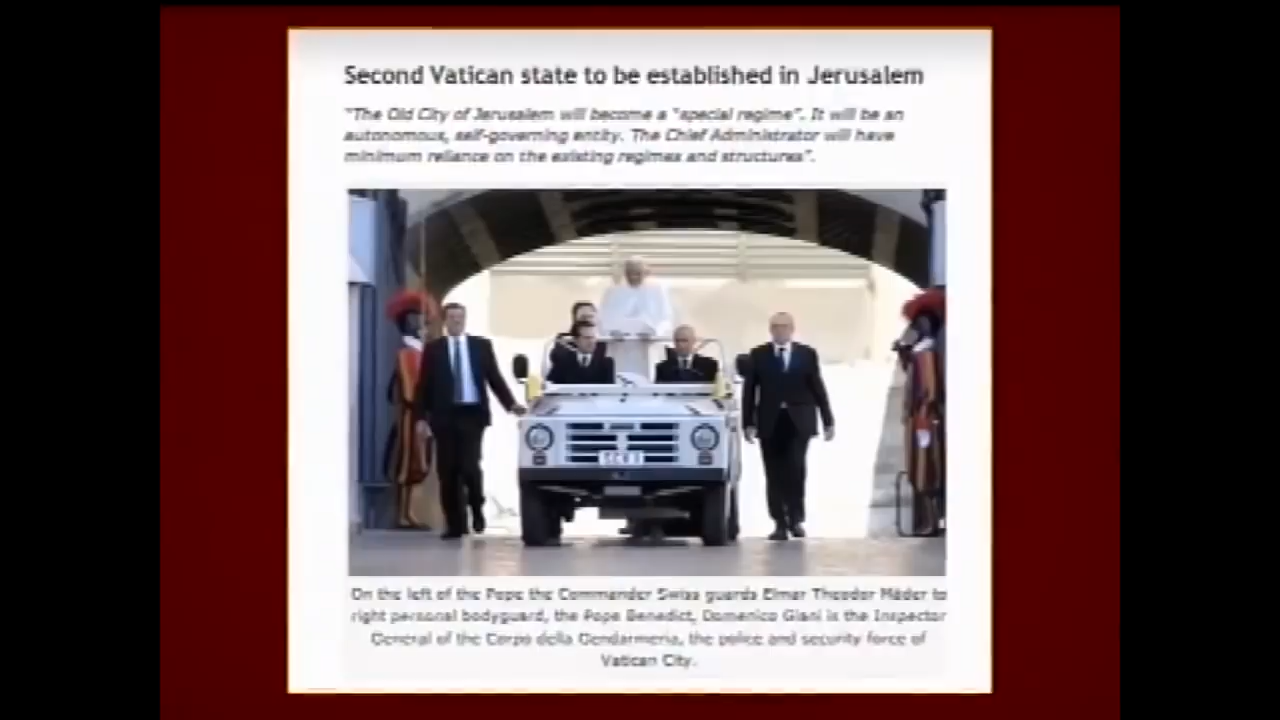 Second Vatican state to be established in Jerusalem
"The Old City of Jerusalem will become a "special regime". It will be an
autonomous, self-governing entity. The Chief Administrator will have
minimum reliance on the existing regimes and structures".
SCV 1
On the left of the Pope the Commander Swiss guards Elmar Theodor Mäder to
right personal bodyguard, the Pope Benedict, Domenico Giani is the Inspector
General of the Corpo della Gendarmeria, the police and security force of
Vatican City.